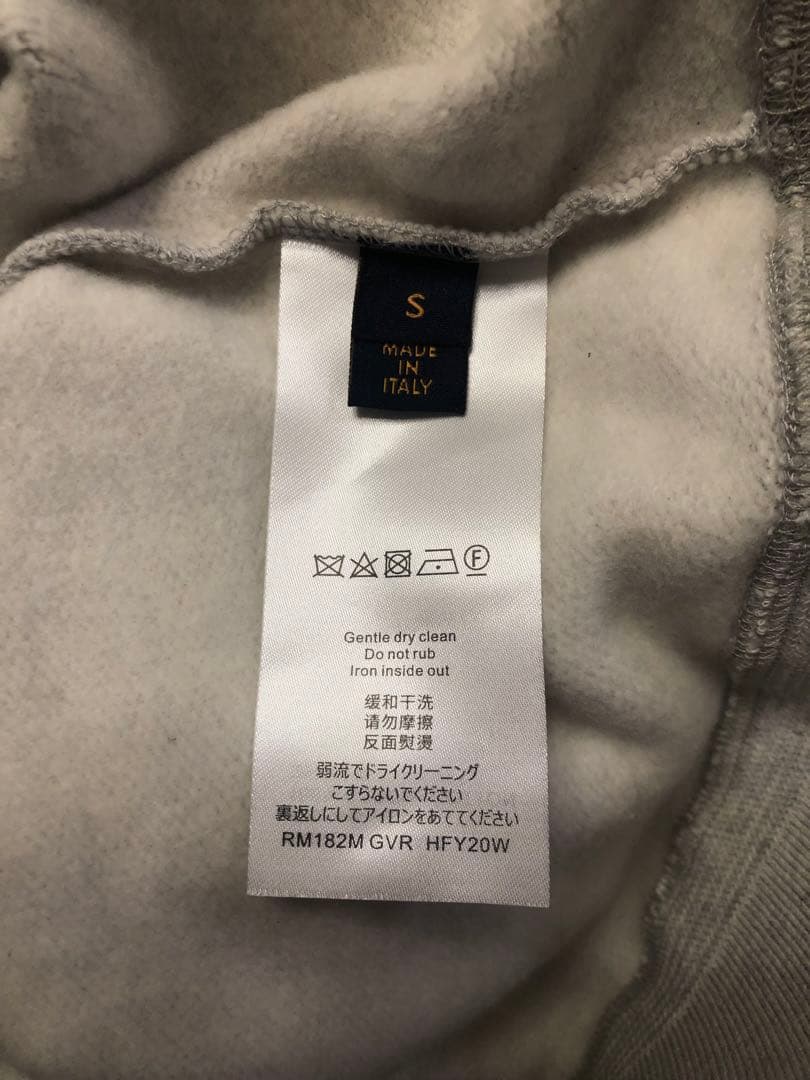 S
MADE
IN
ITALY
F
Gentle dry clean
Do not rub
Iron inside out
缓和干洗
请勿摩擦
反面熨烫
弱流でドライクリーニング
こすらないでください
裏返しにしてアイロンをあててください
RM182M GVR HFY20W